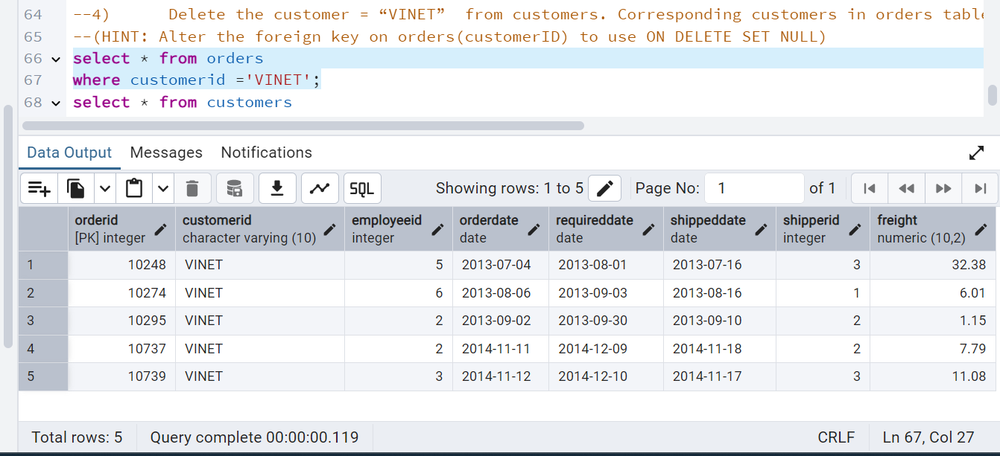 64 --4) Delete the customer = “VINET” from customers. Corresponding customers in orders table
65 --(HINT: Alter the foreign key on orders(customerID) to use ON DELETE SET NULL)
66 select * from orders
67 where customerid ='VINET';
68 select * from customers
Data Output Messages Notifications
SQL Showing rows: 1 to 5 Page No: 1 of 1
orderid customerid employeeid orderdate requireddate shippeddate shipperid freight
[PK] integer character varying (10) integer date date date integer numeric (10,2)
1 10248 VINET 5 2013-07-04 2013-08-01 2013-07-16 3 32.38
2 10274 VINET 6 2013-08-06 2013-09-03 2013-08-16 1 6.01
3 10295 VINET 2 2013-09-02 2013-09-30 2013-09-10 2 1.15
4 10737 VINET 2 2014-11-11 2014-12-09 2014-11-18 2 7.79
5 10739 VINET 3 2014-11-12 2014-12-10 2014-11-17 3 11.08
Total rows: 5 Query complete 00:00:00.119 CRLF Ln 67, Col 27